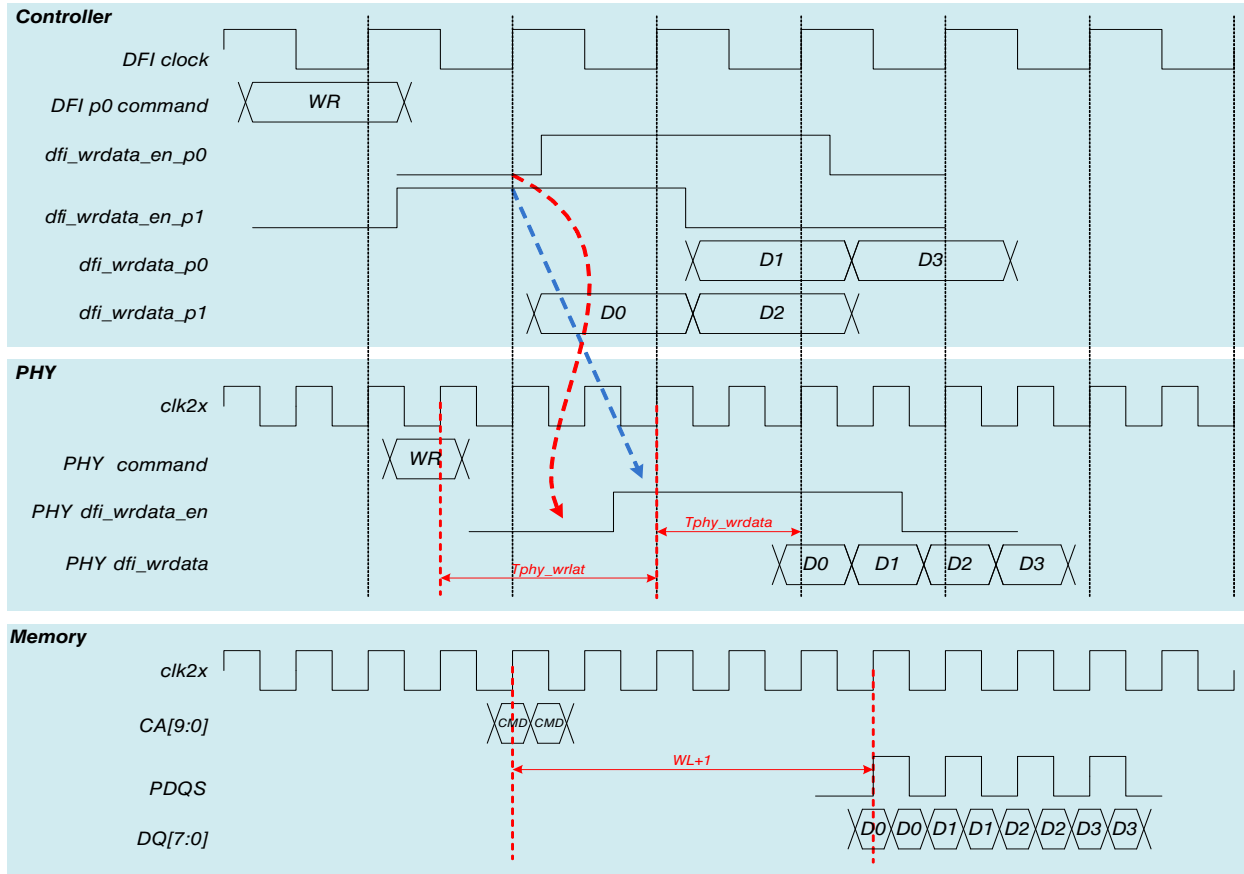 Controller
DFI clock
DFI p0 command WR
dfi_wrdata_en_p0
dfi_wrdata_en_p1
dfi_wrdata_p0 D1 D3
dfi_wrdata_p1 D0 D2
PHY
clk2x
PHY command WR
PHY dfi_wrdata_en Tphy_wrdata
PHY dfi_wrdata Tphy_wrlat D0 D1 D2 D3
Memory
clk2x
CA[9:0] CMD CMD
WL+1
PDQS
DQ[7:0] D0 D0 D1 D1 D2 D2 D3 D3